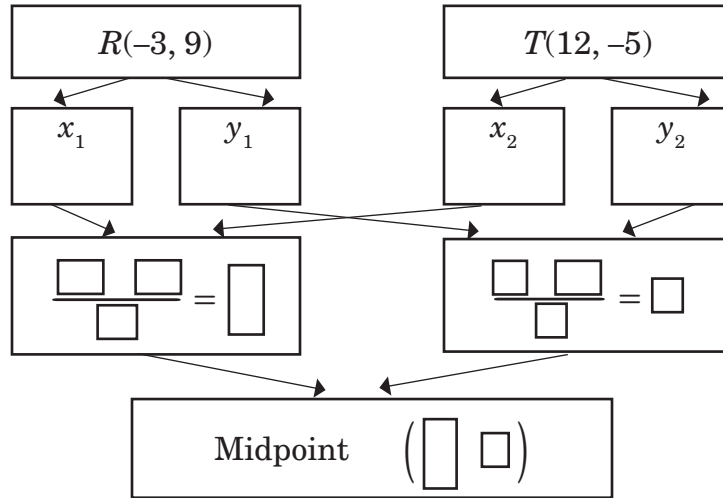 R(–3, 9) T(12, –5)
x₁ y₁ x₂ y₂
= =
Midpoint ( )